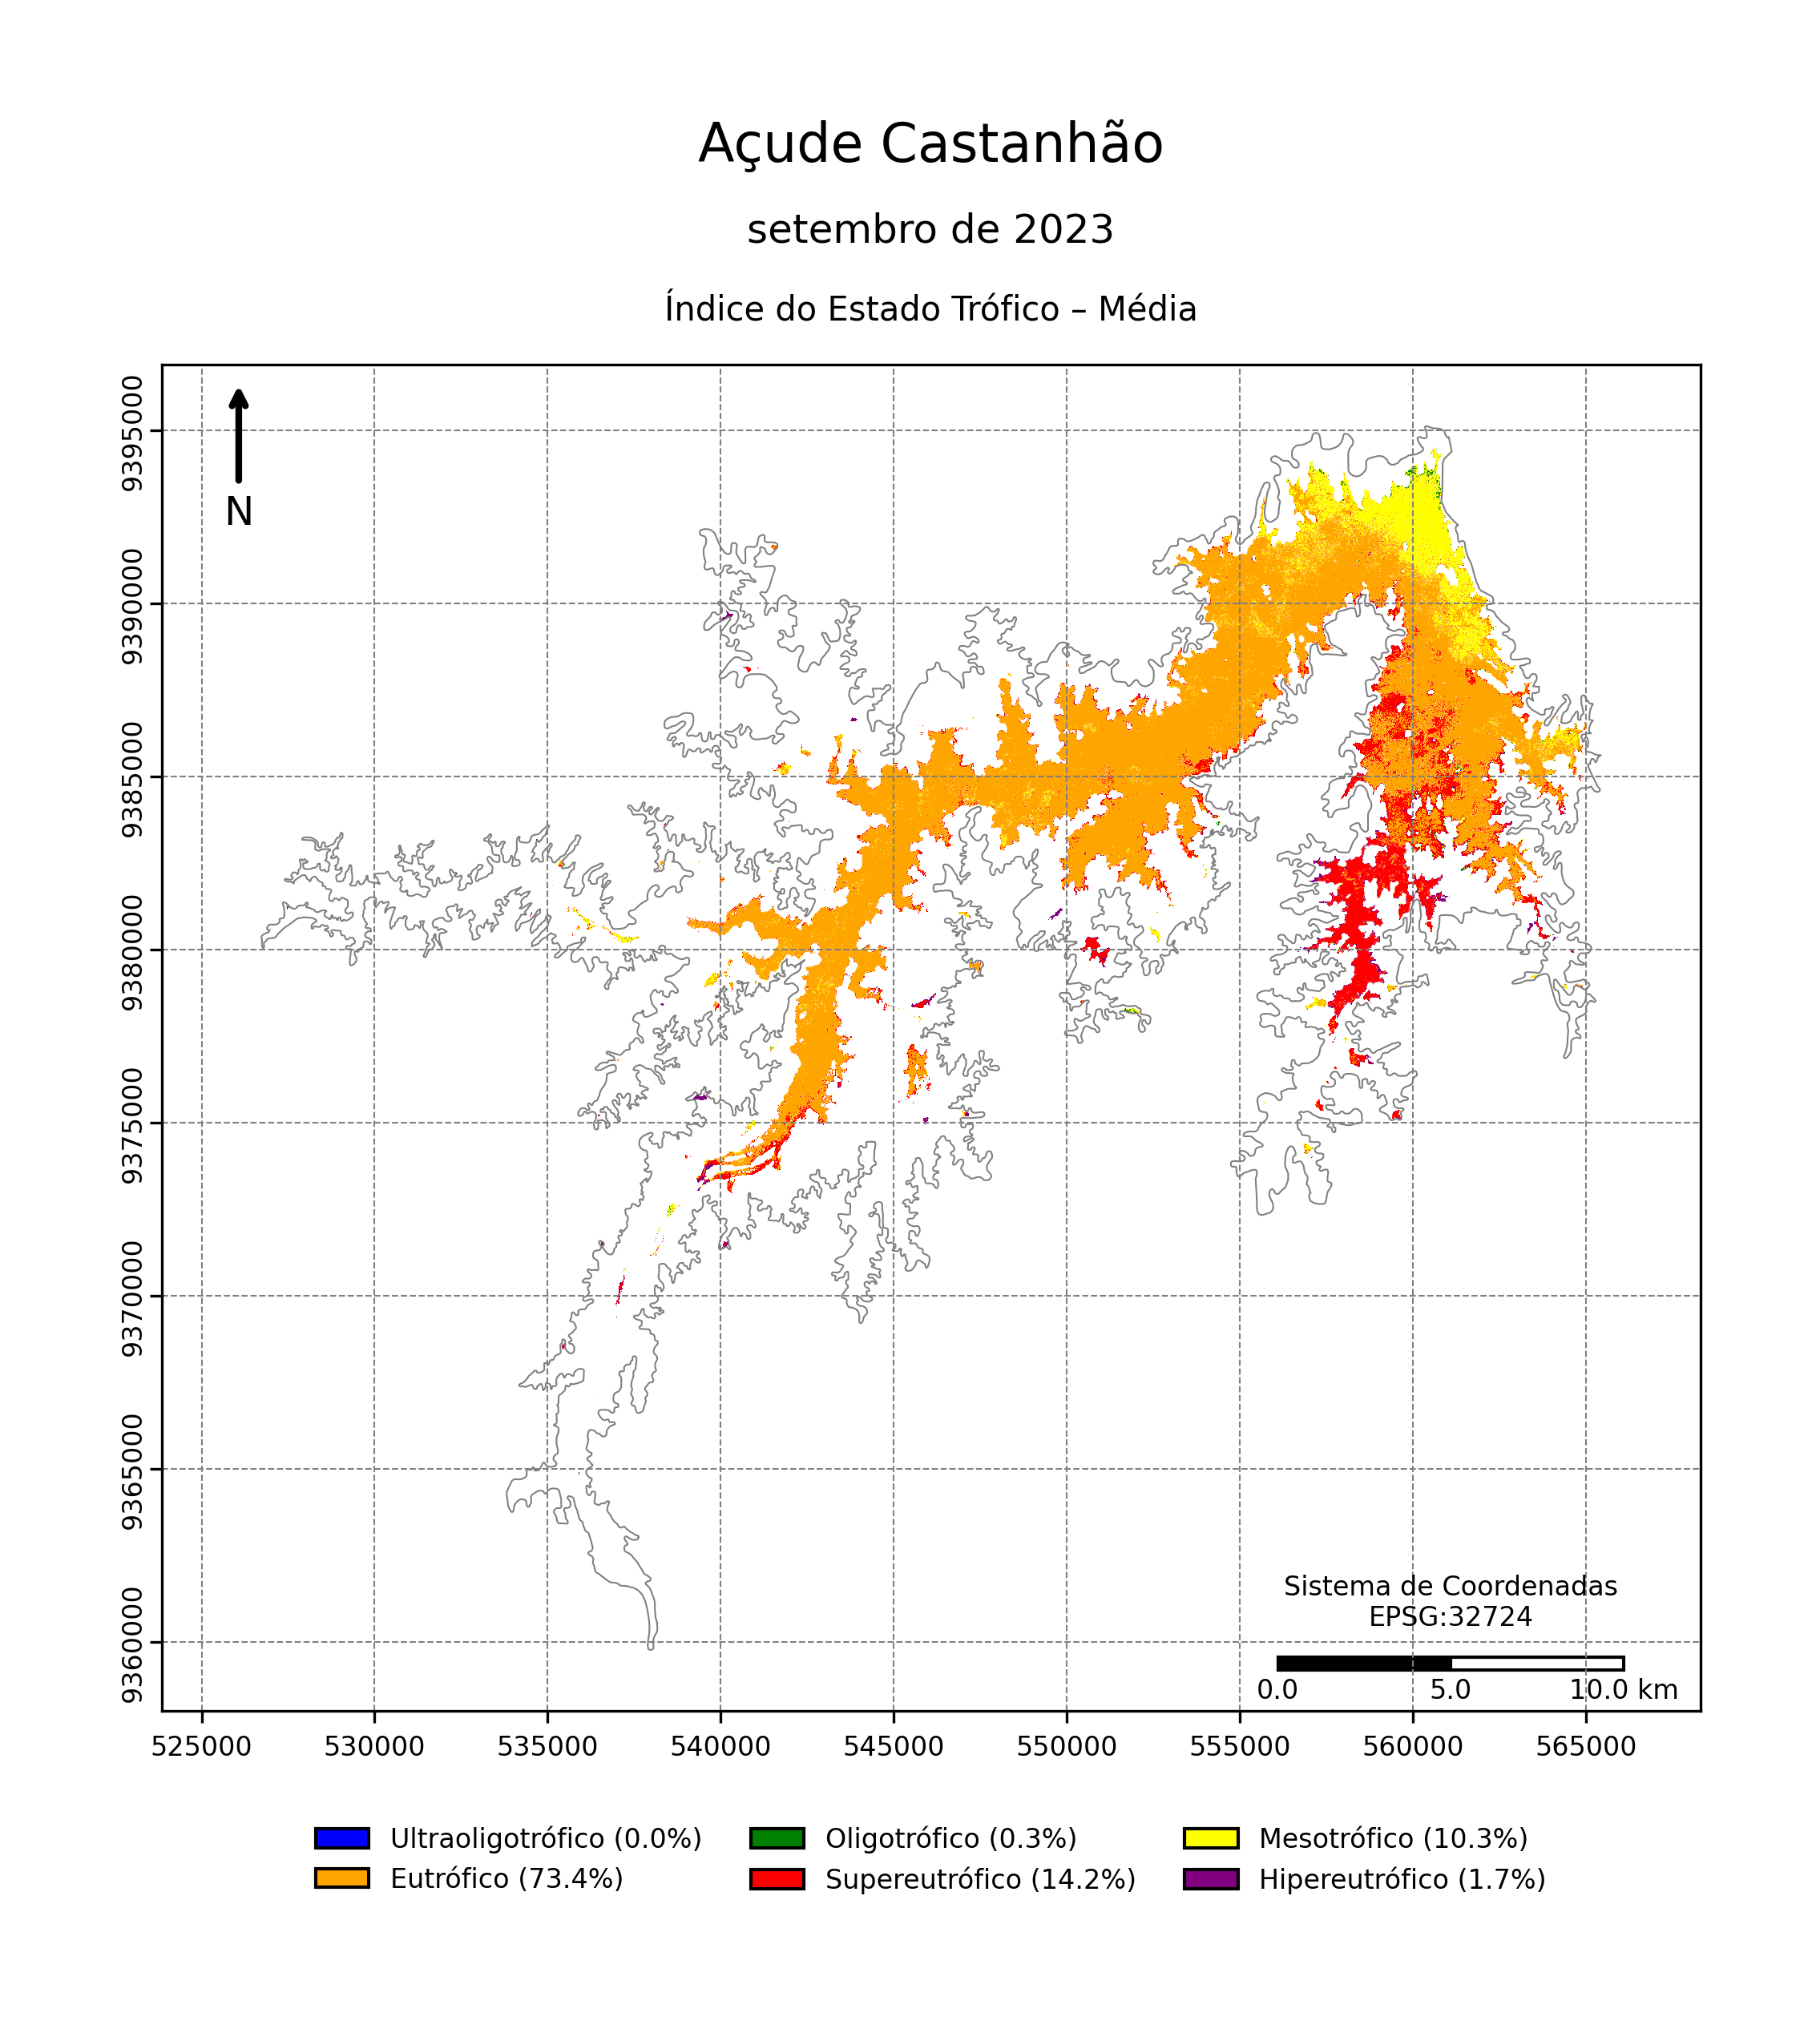 Açude Castanhão
setembro de 2023
Índice do Estado Trófico – Média
N
9395000
9390000
9385000
9380000
9375000
9370000
9365000
9360000
Sistema de Coordenadas
EPSG:32724
0.0 5.0 10.0 km
525000 530000 535000 540000 545000 550000 555000 560000 565000
Ultraoligotrófico (0.0%) Oligotrófico (0.3%) Mesotrófico (10.3%)
Eutrófico (73.4%) Supereutrófico (14.2%) Hipereutrófico (1.7%)